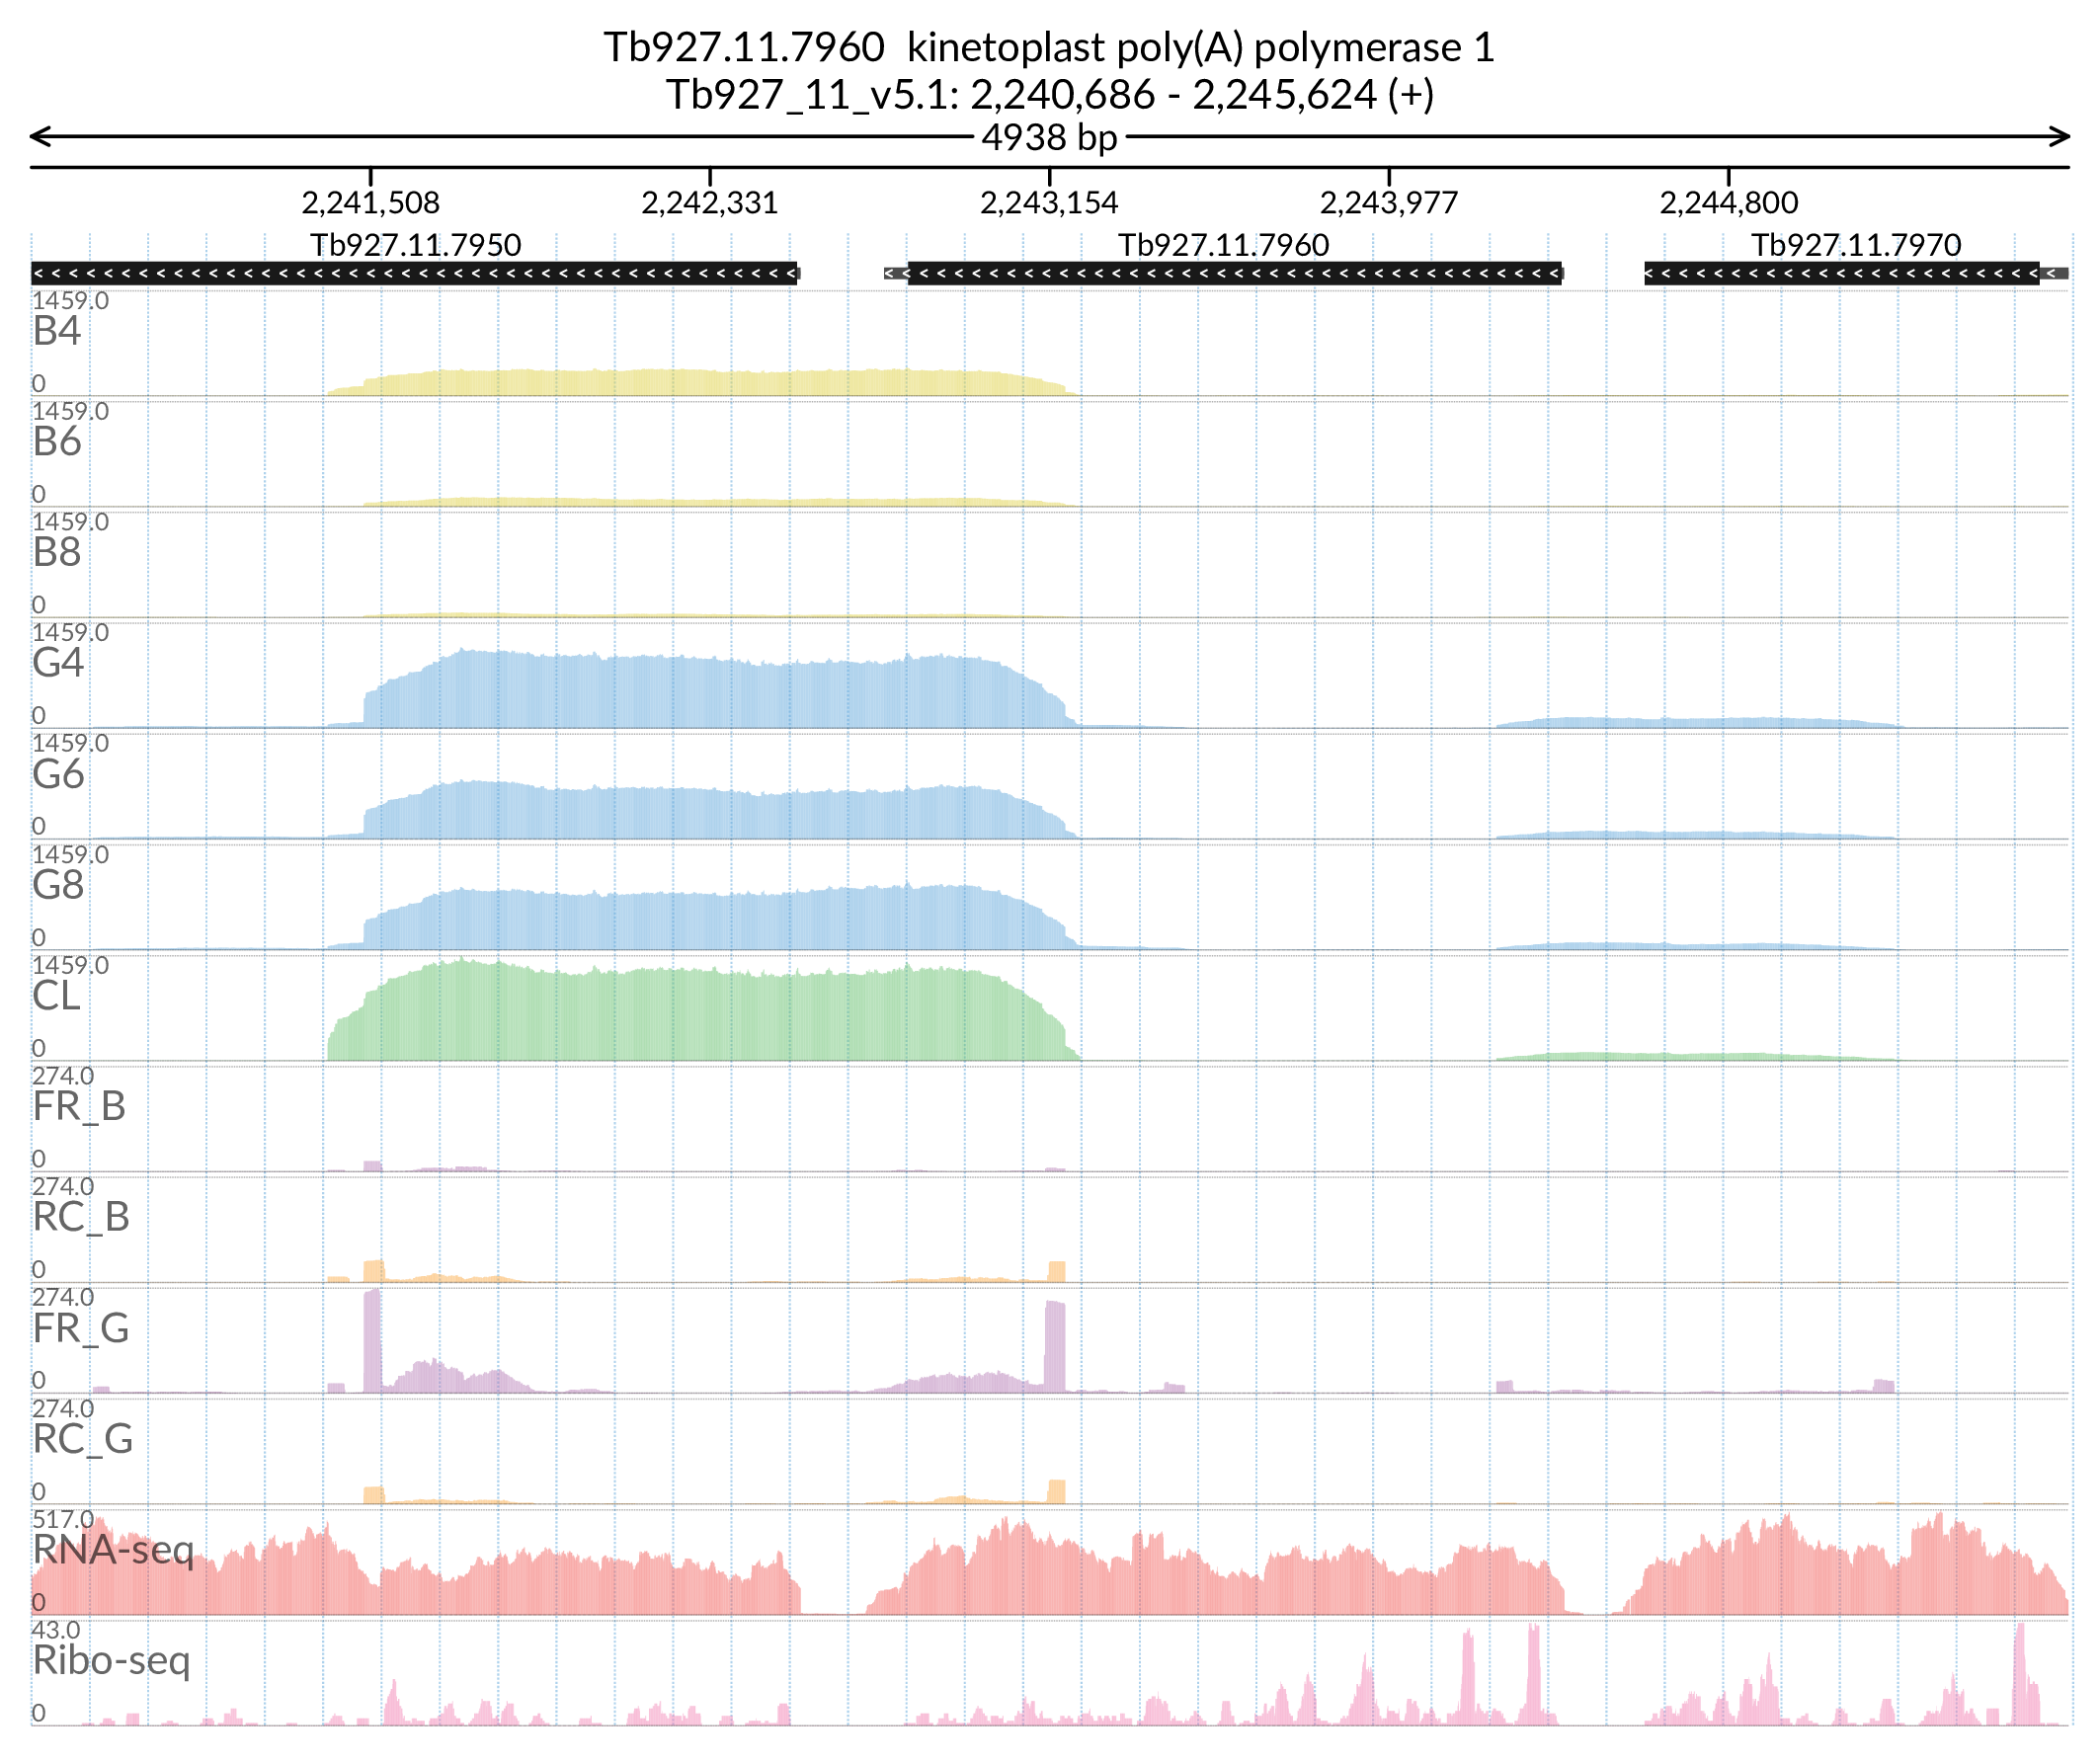 Tb927.11.7960  kinetoplast poly(A) polymerase 1
Tb927_11_v5.1: 2,240,686 - 2,245,624 (+)
4938 bp
2,241,508 2,242,331 2,243,154 2,243,977 2,244,800
Tb927.11.7950 Tb927.11.7960 Tb927.11.7970
1459.0
B4
0
1459.0
B6
0
1459.0
B8
0
1459.0
G4
0
1459.0
G6
0
1459.0
G8
0
1459.0
CL
0
274.0
FR_B
0
274.0
RC_B
0
274.0
FR_G
0
274.0
RC_G
0
517.0
RNA-seq
0
43.0
Ribo-seq
0